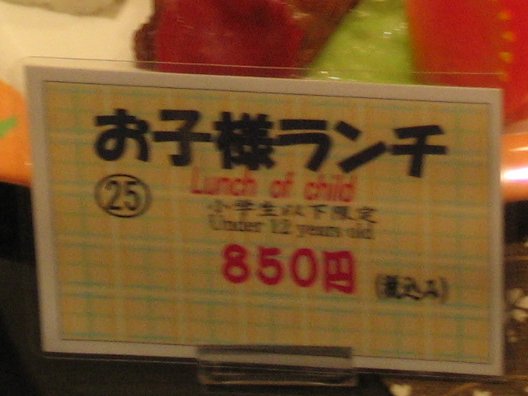 お子様ランチ
㉕ Lunch of child
小学生以下限定
Under 12 years old
850円 (税込み)